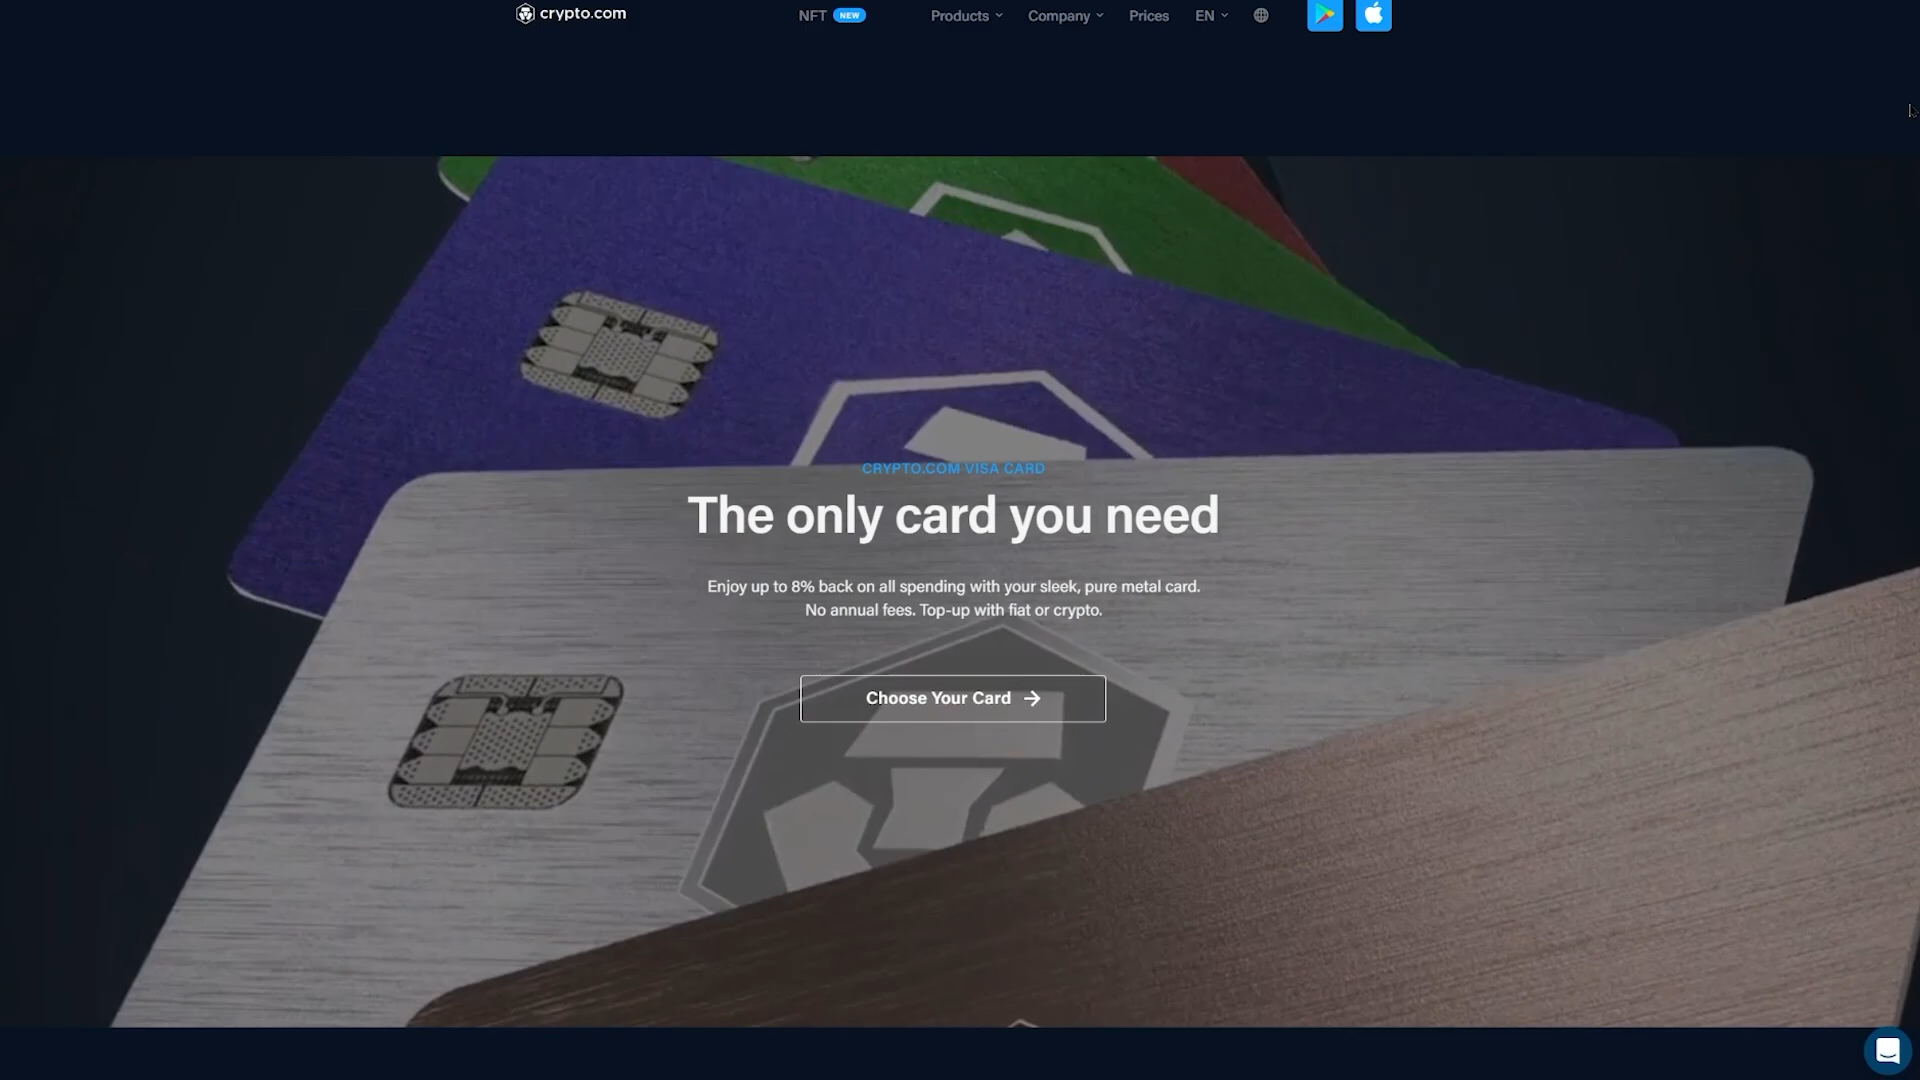 crypto.com
NFT NEW
Products
Company
Prices
EN
CRYPTO.COM VISA CARD
The only card you need
Enjoy up to 8% back on all spending with your sleek, pure metal card.
No annual fees. Top-up with fiat or crypto.
Choose Your Card